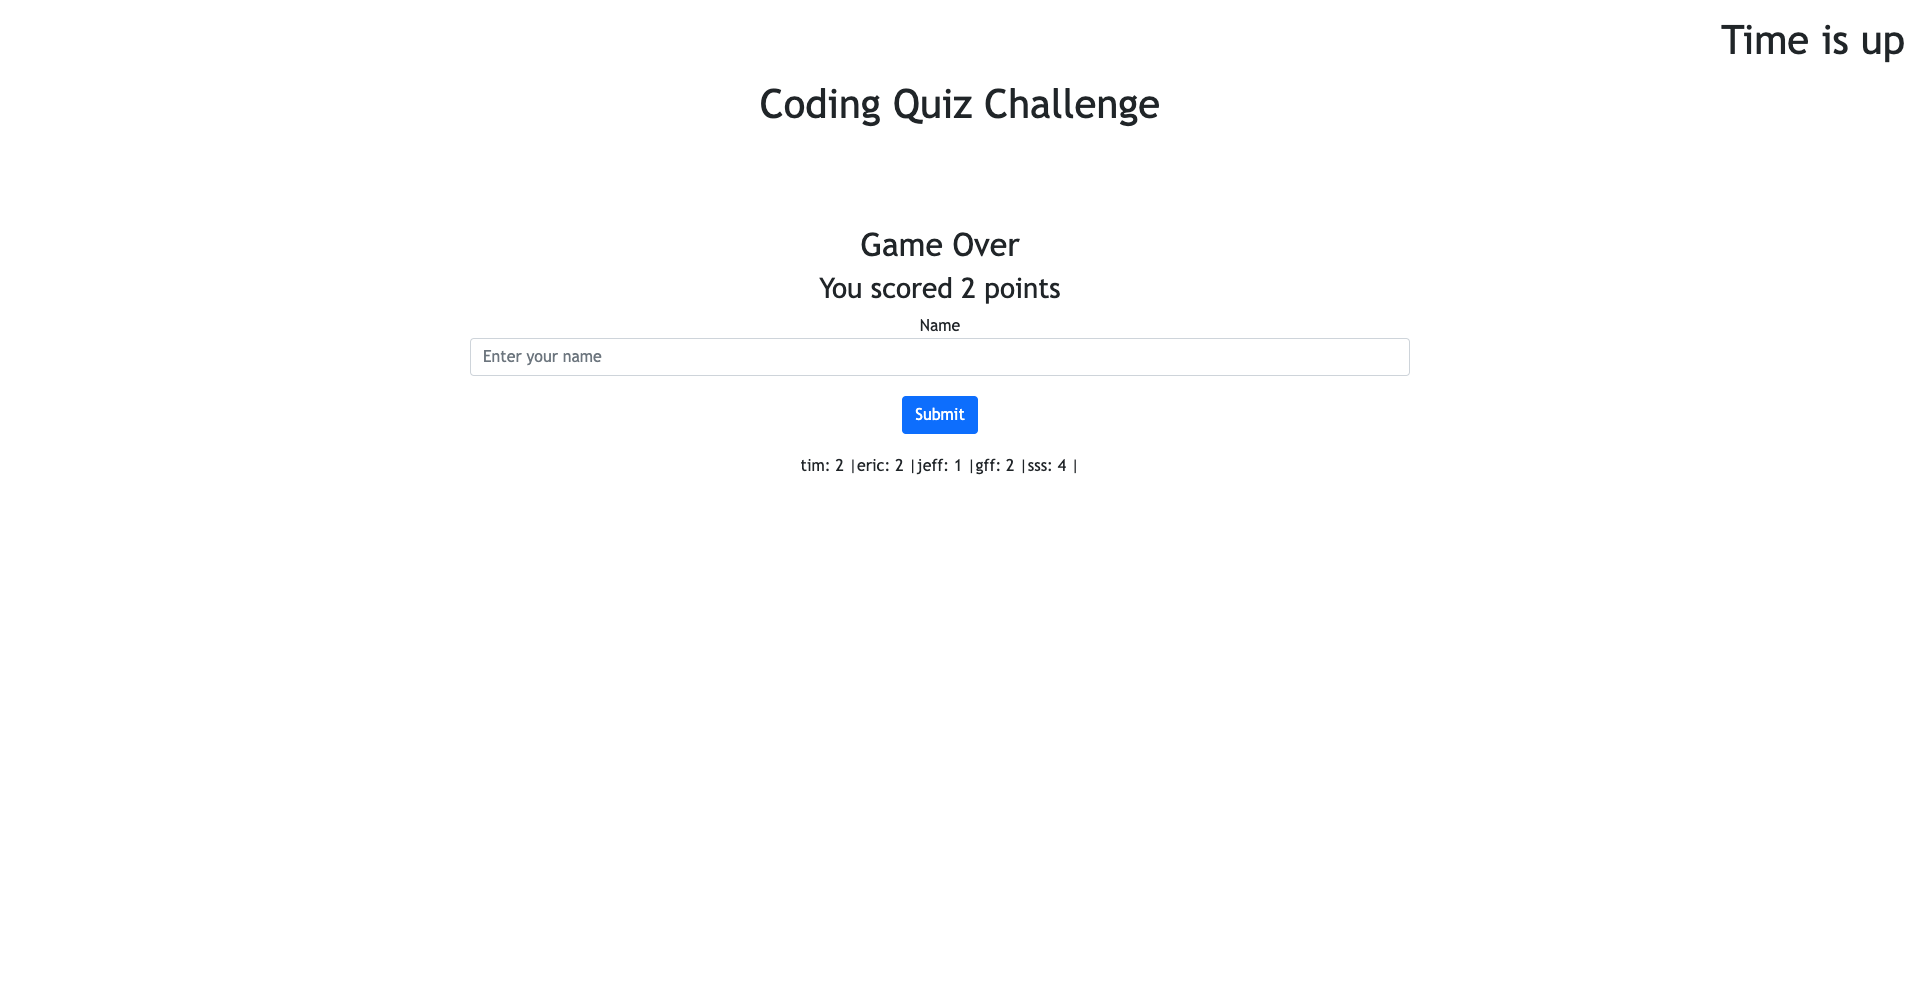 Time is up
Coding Quiz Challenge
Game Over
You scored 2 points
Name
Enter your name
Submit
tim: 2 |eric: 2 |jeff: 1 |gff: 2 |sss: 4 |